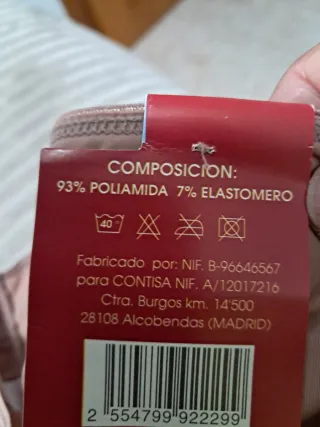 COMPOSICION:
93% POLIAMIDA 7% ELASTOMERO
40°
Fabricado por: NIF. B-96646567
para CONTISA NIF. A/12017216
Ctra. Burgos km. 14'500
28108 Alcobendas (MADRID)
2 554799 922299